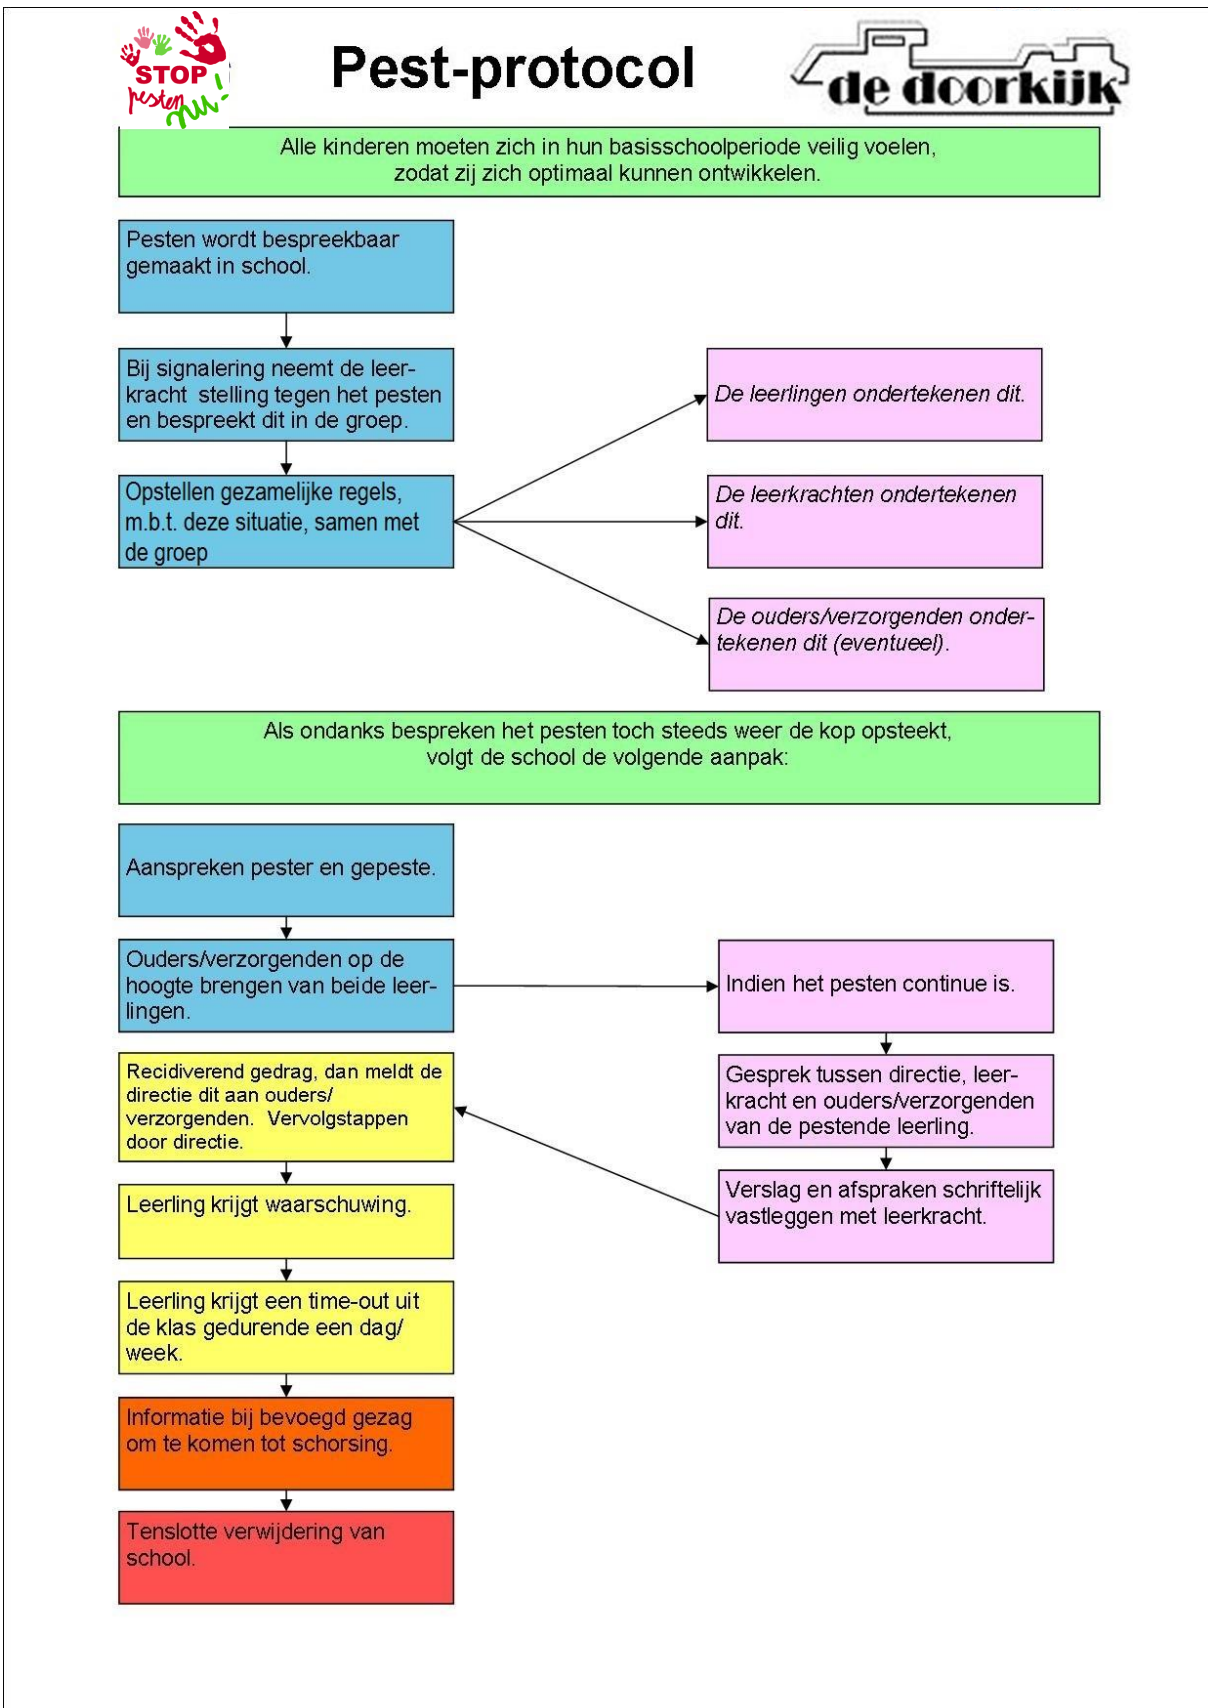 STOP
pesten
nu!
Pest-protocol
de doorkijk
Alle kinderen moeten zich in hun basisschoolperiode veilig voelen,
zodat zij zich optimaal kunnen ontwikkelen.
Pesten wordt bespreekbaar
gemaakt in school.
Bij signalering neemt de leer-
kracht stelling tegen het pesten
en bespreekt dit in de groep.
De leerlingen ondertekenen dit.
Opstellen gezamelijke regels,
m.b.t. deze situatie, samen met
de groep
De leerkrachten ondertekenen
dit.
De ouders/verzorgenden onder-
tekenen dit (eventueel).
Als ondanks bespreken het pesten toch steeds weer de kop opsteekt,
volgt de school de volgende aanpak:
Aanspreken pester en gepeste.
Ouders/verzorgenden op de
hoogte brengen van beide leer-
lingen.
Indien het pesten continue is.
Gesprek tussen directie, leer-
kracht en ouders/verzorgenden
van de pestende leerling.
Verslag en afspraken schriftelijk
vastleggen met leerkracht.
Recidiverend gedrag, dan meldt de
directie dit aan ouders/
verzorgenden. Vervolgstappen
door directie.
Leerling krijgt waarschuwing.
Leerling krijgt een time-out uit
de klas gedurende een dag/
week.
Informatie bij bevoegd gezag
om te komen tot schorsing.
Tenslotte verwijdering van
school.